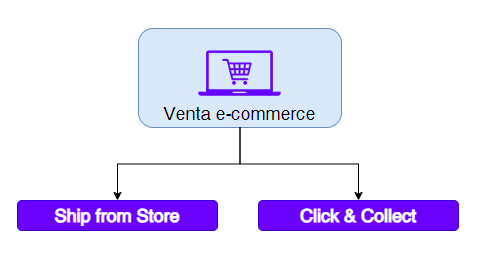 Venta e-commerce
Ship from Store
Click & Collect